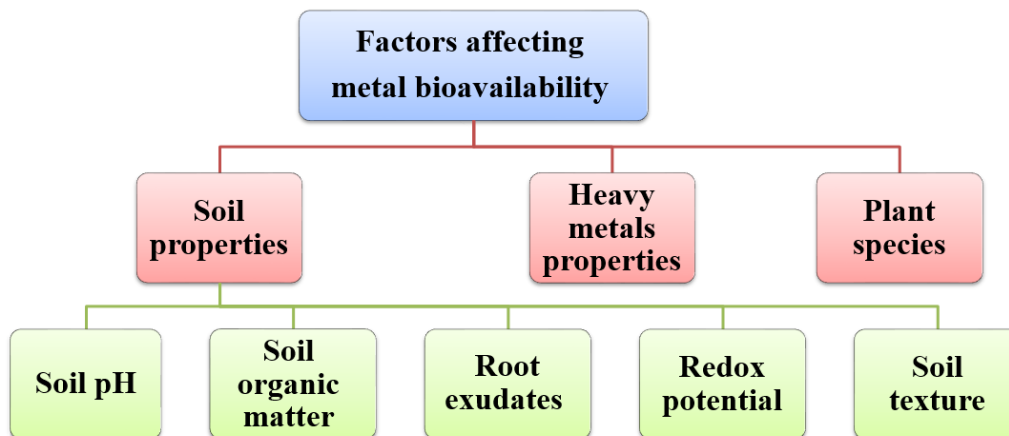 Factors affecting
metal bioavailability
Soil
properties
Heavy
metals
properties
Plant
species
Soil pH
Soil
organic
matter
Root
exudates
Redox
potential
Soil
texture